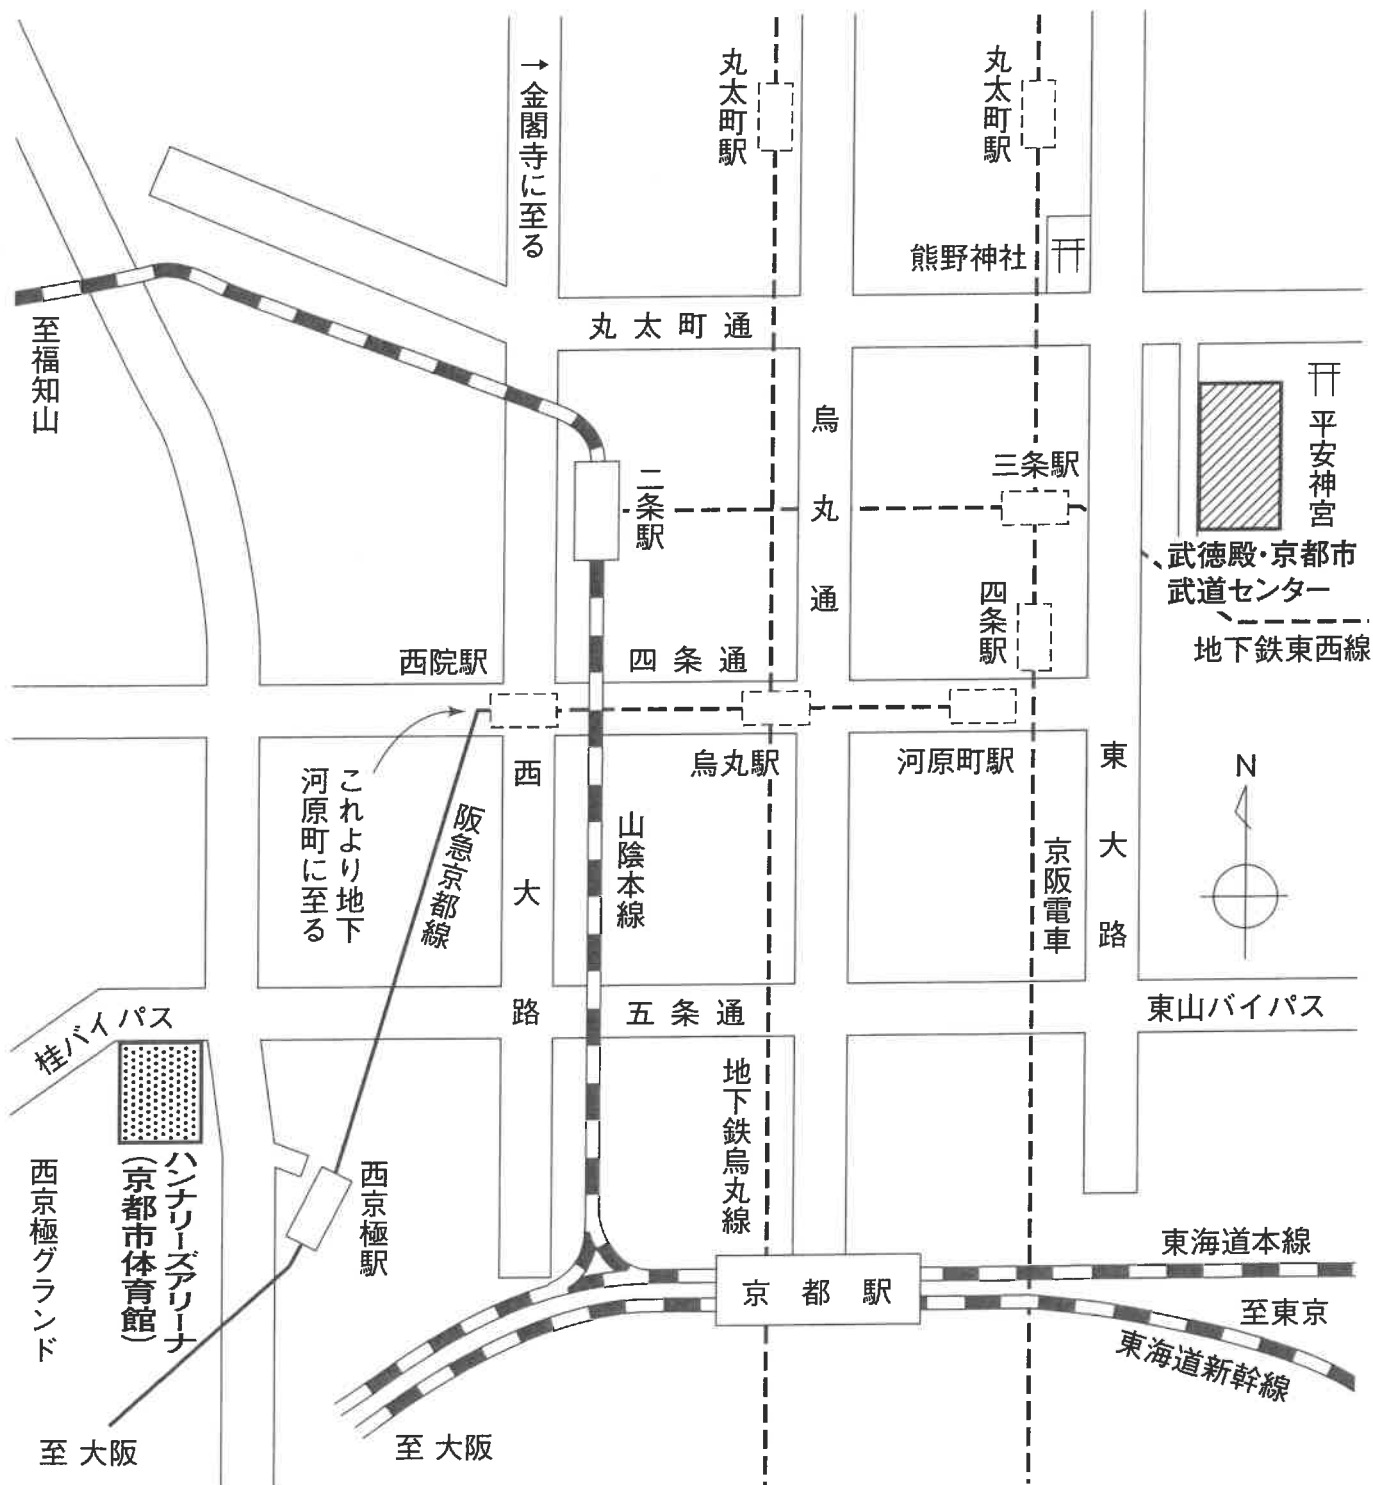 →金閣寺に至る
丸太町駅
丸太町駅
熊野神社
至福知山
丸太町通
烏丸通
平安神宮
二条駅
三条駅
武徳殿・京都市
武道センター
四条駅
地下鉄東西線
西院駅
四条通
烏丸駅
河原町駅
これより地下
河原町に至る
阪急京都線
西大路
山陰本線
京阪電車
東大路
N
桂バイパス
五条通
東山バイパス
地下鉄烏丸線
ハンナリーズアリーナ
（京都市体育館）
西京極グランド
西京極駅
京都駅
東海道本線
至東京
東海道新幹線
至 大阪
至 大阪